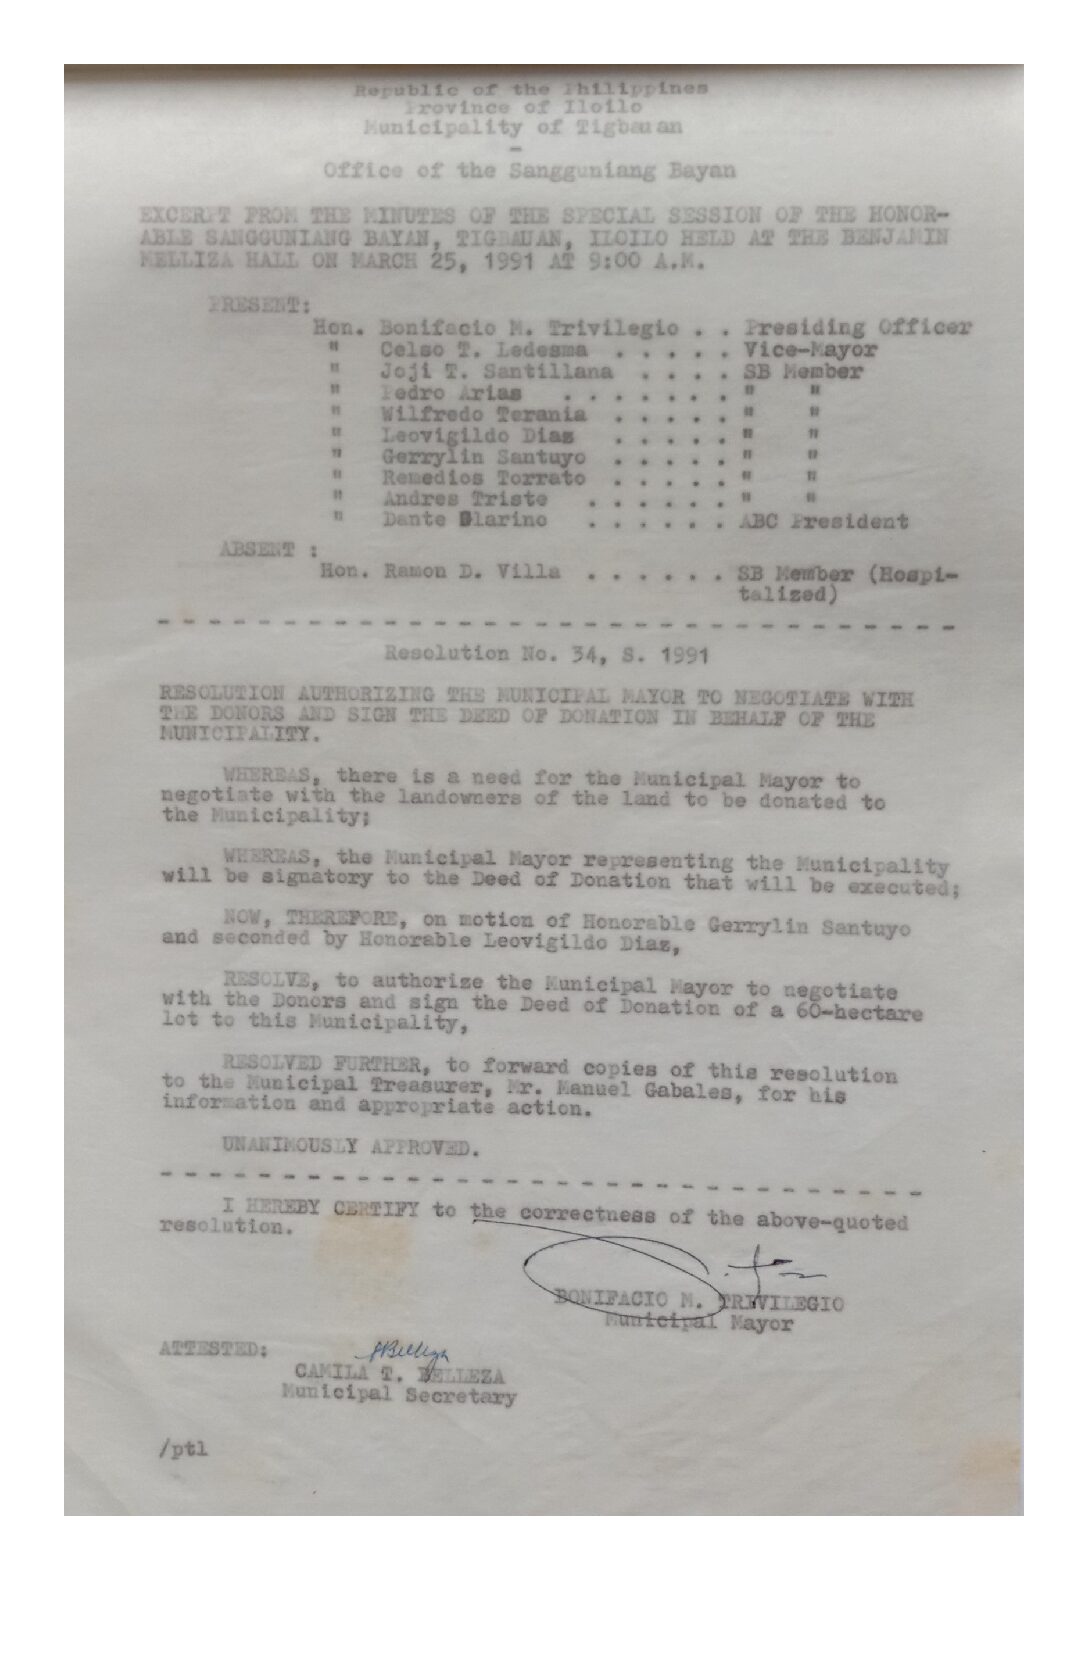 Republic of the Philippines
Province of Iloilo
Municipality of Tigbauan
-
Office of the Sangguniang Bayan
EXCERPT FROM THE MINUTES OF THE SPECIAL SESSION OF THE HONOR-
ABLE SANGGUNIANG BAYAN, TIGBAUAN, ILOILO HELD AT THE BENJAMIN
MELLIZA HALL ON MARCH 25, 1991 AT 9:00 A.M.
PRESENT:
Hon. Bonifacio M. Trivilegio . . Presiding Officer
" Celso T. Ledesma . . . . . Vice-Mayor
" Joji T. Santillana . . . . SB Member
" Pedro Arias . . . . . . . " "
" Wilfredo Terania . . . . . " "
" Leovigildo Diaz . . . . . " "
" Gerrylin Santuyo . . . . . " "
" Remedios Torrato . . . . . " "
" Andres Triste . . . . . . " "
" Dante . . . . . . ABC President
ABSENT :
Hon. Ramon D. Villa . . . . . . SB Member (Hospi-
talized)
- - - - - - - - - - - - - - - - - - - - - - - - - - - - - - - -
Resolution No. 34, S. 1991
RESOLUTION AUTHORIZING THE MUNICIPAL MAYOR TO NEGOTIATE WITH
THE DONORS AND SIGN THE DEED OF DONATION IN BEHALF OF THE
MUNICIPALITY.
WHEREAS, there is a need for the Municipal Mayor to
negotiate with the landowners of the land to be donated to
the Municipality;
WHEREAS, the Municipal Mayor representing the Municipality
will be signatory to the Deed of Donation that will be executed;
NOW, THEREFORE, on motion of Honorable Gerrylin Santuyo
and seconded by Honorable Leovigildo Diaz,
RESOLVE, to authorize the Municipal Mayor to negotiate
with the Donors and sign the Deed of Donation of a 60-hectare
lot to this Municipality,
RESOLVED FURTHER, to forward copies of this resolution
to the Municipal Treasurer, Mr. Manuel Gabales, for his
information and appropriate action.
UNANIMOUSLY APPROVED.
- - - - - - - - - - - - - - - - - - - - - - - - - - - - - - -
I HEREBY CERTIFY to the correctness of the above-quoted
resolution.
BONIFACIO M. TRIVILEGIO
Municipal Mayor
ATTESTED:
CAMILA T. BELLEZA
Municipal Secretary
/ptl